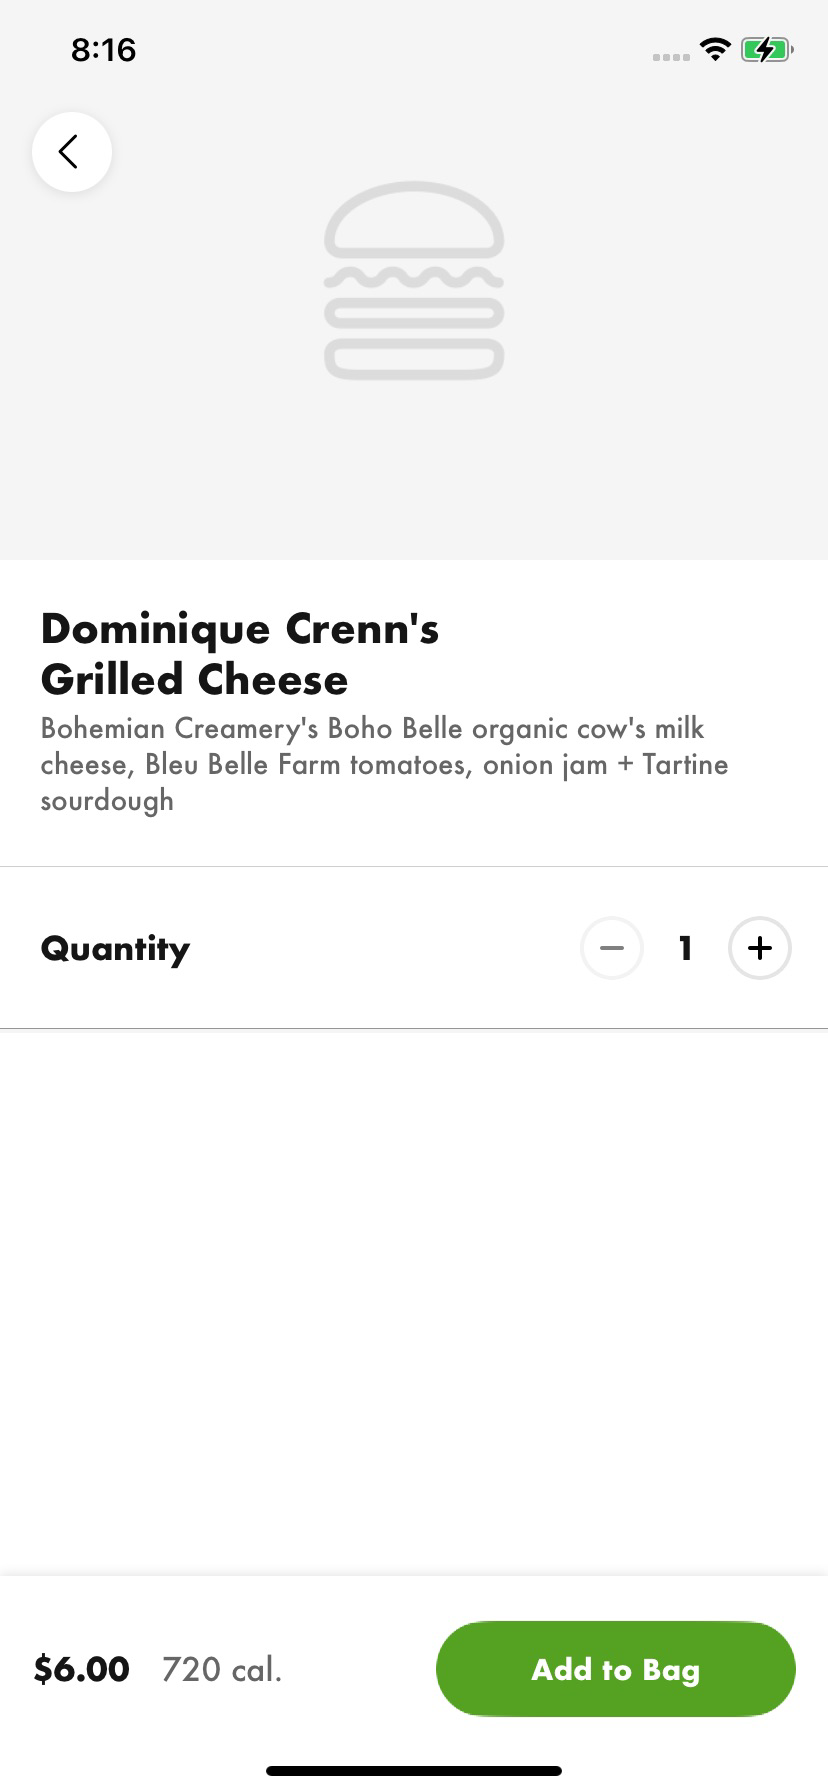 8:16
Dominique Crenn's
Grilled Cheese
Bohemian Creamery's Boho Belle organic cow's milk
cheese, Bleu Belle Farm tomatoes, onion jam + Tartine
sourdough
Quantity
1
$6.00 720 cal.
Add to Bag